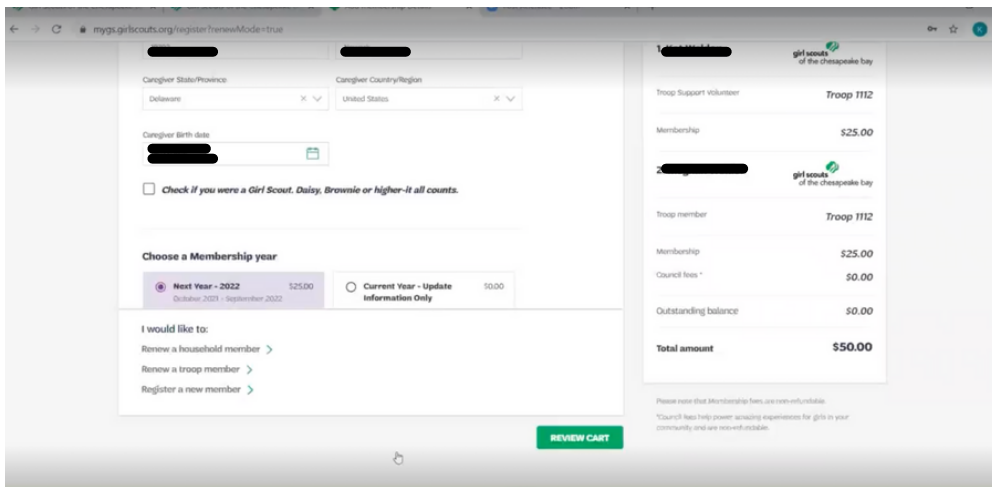 mygs.girlscouts.org/register?renewMode=true
Caregiver State/Province
Caregiver Country/Region
Delaware
United States
Caregiver Birth date
Check if you were a Girl Scout. Daisy, Brownie or higher-it all counts.
Choose a Membership year
Next Year - 2022 $25.00
October 2021 - September 2022
Current Year - Update $0.00
Information Only
I would like to:
Renew a household member
Renew a troop member
Register a new member
REVIEW CART
girl scouts
of the chesapeake bay
Troop Support Volunteer Troop 1112
Membership $25.00
girl scouts
of the chesapeake bay
Troop member Troop 1112
Membership $25.00
Council fees * $0.00
Outstanding balance $0.00
Total amount $50.00
Please note that Membership fees are non-refundable.
*Council fees help power amazing experiences for girls in your
community and are non-refundable.